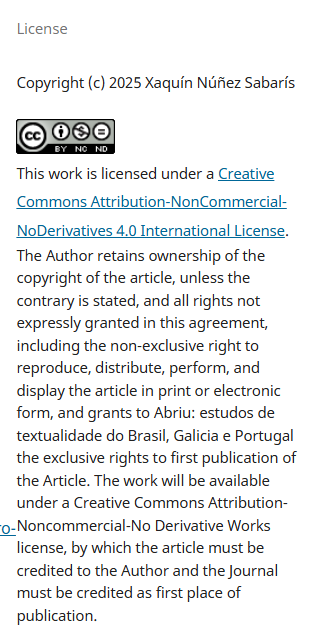 License
Copyright (c) 2025 Xaquín Núñez Sabarís
cc BY NC ND
This work is licensed under a Creative
Commons Attribution-NonCommercial-
NoDerivatives 4.0 International License.
The Author retains ownership of the
copyright of the article, unless the
contrary is stated, and all rights not
expressly granted in this agreement,
including the non-exclusive right to
reproduce, distribute, perform, and
display the article in print or electronic
form, and grants to Abriu: estudos de
textualidade do Brasil, Galicia e Portugal
the exclusive rights to first publication of
the Article. The work will be available
under a Creative Commons Attribution-
ro-Noncommercial-No Derivative Works
license, by which the article must be
credited to the Author and the Journal
must be credited as first place of
publication.